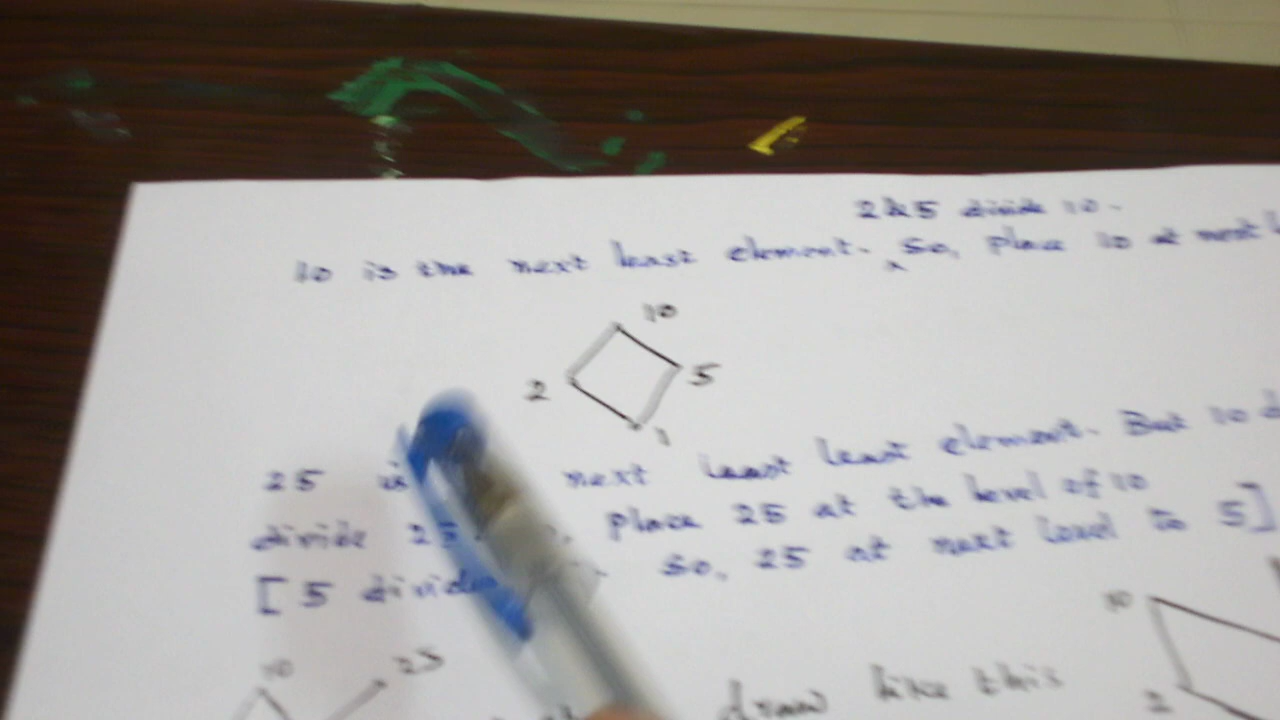 2 & 5 divide 10.
10 is the next least element. So, place 10 at next
10
2
5
1
25 is next least least element. But 10
divide 25, place 25 at the level of 10
[5 divides So, 25 at next level to 5]
10
10
25
2
draw like this